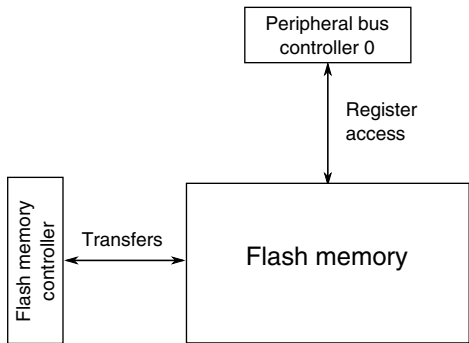 Peripheral bus
controller 0
Register
access
Flash memory
controller
Transfers
Flash memory